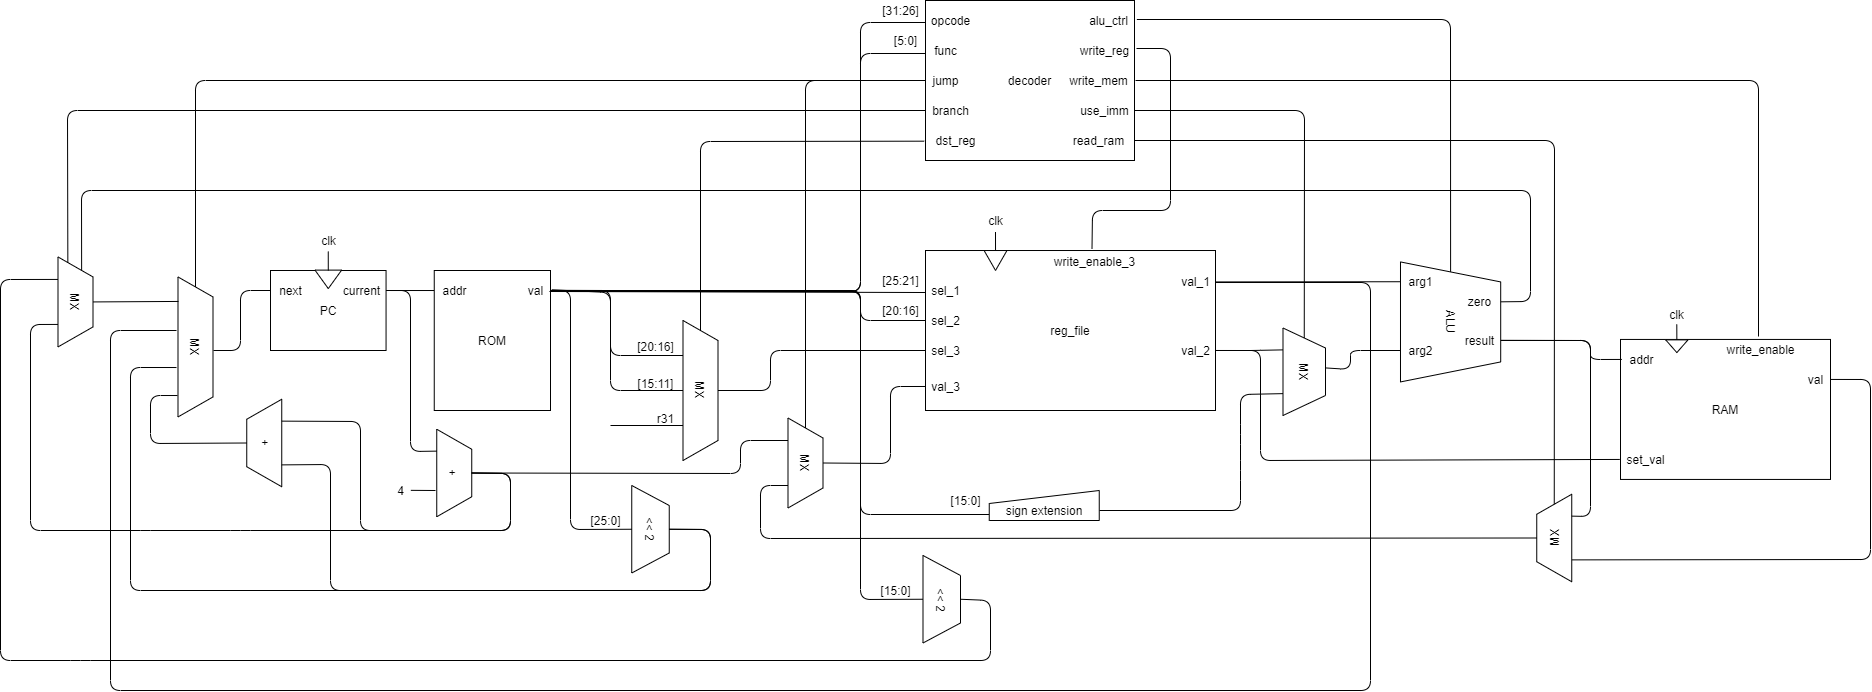 [31:26]
opcode
alu_ctrl
[5:0]
func
write_reg
jump
decoder
write_mem
branch
use_imm
dst_reg
read_ram
clk
clk
write_enable_3
next
current
PC
addr
val
ROM
[25:21]
sel_1
val_1
[20:16]
sel_2
reg_file
sel_3
val_2
val_3
arg1
zero
ALU
result
arg2
clk
write_enable
addr
val
RAM
set_val
MX
MX
[20:16]
[15:11]
r31
MX
MX
MX
+
+
4
[25:0]
<< 2
[15:0]
sign extension
MX
[15:0]
<< 2